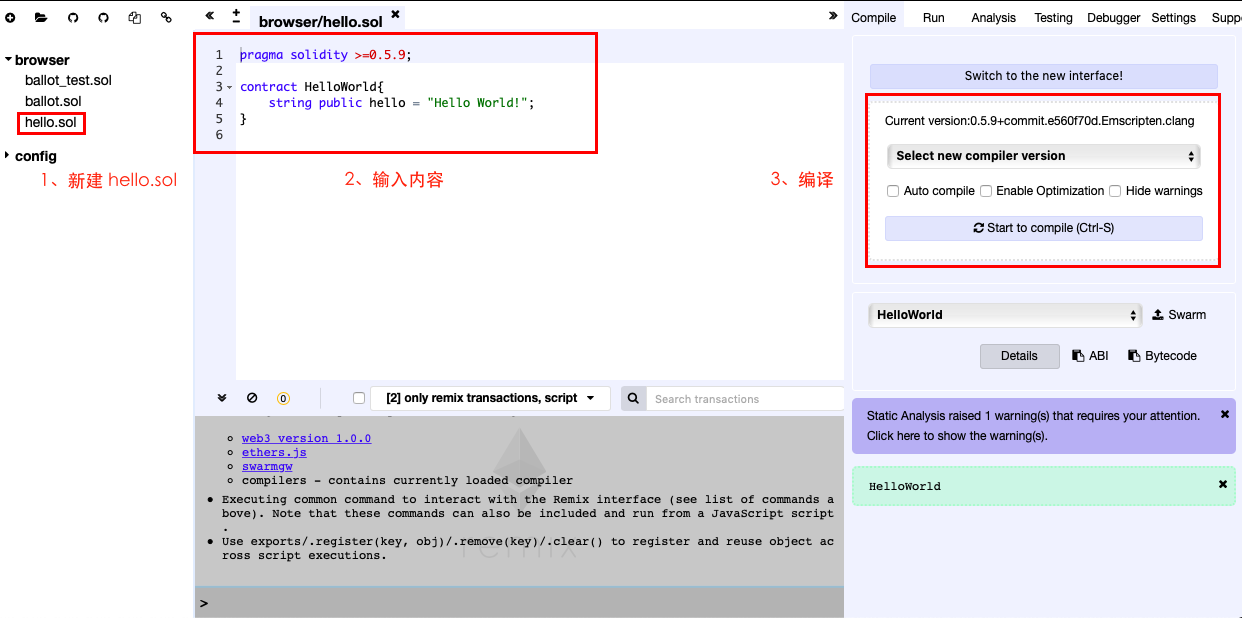 browser/hello.sol
Compile Run Analysis Testing Debugger Settings Supp
browser
ballot_test.sol
ballot.sol
hello.sol
config
1、新建 hello.sol
1 pragma solidity >=0.5.9;
2
3 contract HelloWorld{
4 string public hello = "Hello World!";
5 }
6
2、输入内容
3、编译
Switch to the new interface!
Current version:0.5.9+commit.e560f70d.Emscripten.clang
Select new compiler version
Auto compile Enable Optimization Hide warnings
Start to compile (Ctrl-S)
HelloWorld Swarm
Details ABI Bytecode
Static Analysis raised 1 warning(s) that requires your attention.
Click here to show the warning(s).
HelloWorld
0 [2] only remix transactions, script Search transactions
web3 version 1.0.0
ethers.js
swarmgw
compilers - contains currently loaded compiler
Executing common command to interact with the Remix interface (see list of commands a
bove). Note that these commands can also be included and run from a JavaScript script
.
Use exports/.register(key, obj)/.remove(key)/.clear() to register and reuse object ac
ross script executions.
remix
>